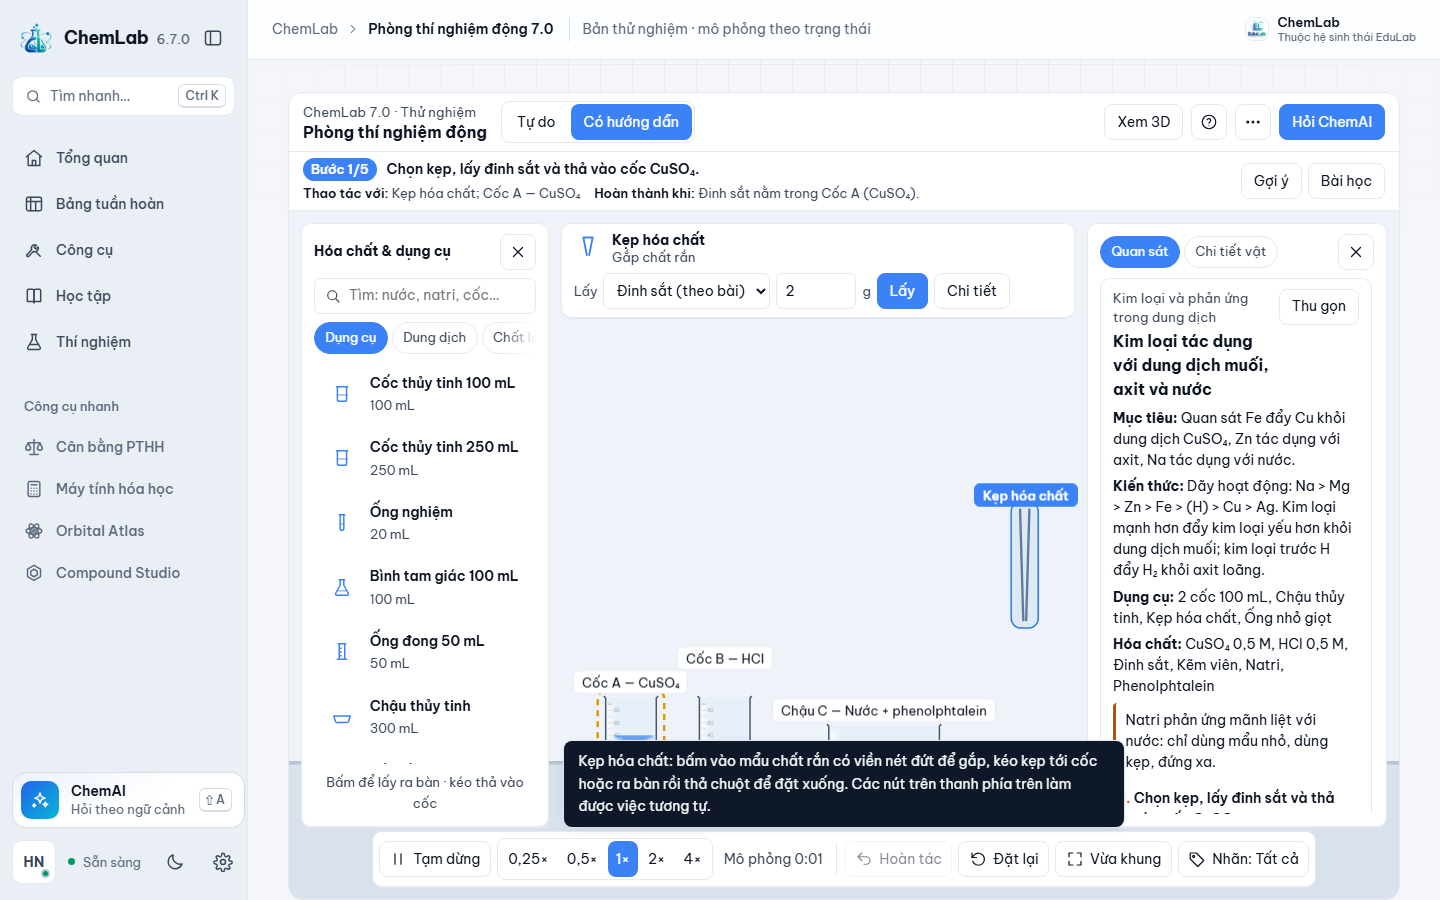 ChemLab 6.7.0
Tìm nhanh... Ctrl K
Tổng quan
Bảng tuần hoàn
Công cụ
Học tập
Thí nghiệm
Công cụ nhanh
Cân bằng PTHH
Máy tính hóa học
Orbital Atlas
Compound Studio
ChemAI
Hỏi theo ngữ cảnh
⇧ A
HN
Sẵn sàng
ChemLab > Phòng thí nghiệm động 7.0 Bản thử nghiệm · mô phỏng theo trạng thái
ChemLab
Thuộc hệ sinh thái EduLab
ChemLab 7.0 · Thử nghiệm
Phòng thí nghiệm động
Tự do Có hướng dẫn
Xem 3D
Hỏi ChemAI
Bước 1/5 Chọn kẹp, lấy đinh sắt và thả vào cốc CuSO₄.
Thao tác với: Kẹp hóa chất; Cốc A — CuSO₄ Hoàn thành khi: Đinh sắt nằm trong Cốc A (CuSO₄).
Gợi ý Bài học
Hóa chất & dụng cụ
Tìm: nước, natri, cốc...
Dụng cụ Dung dịch Chất
Cốc thủy tinh 100 mL
100 mL
Cốc thủy tinh 250 mL
250 mL
Ống nghiệm
20 mL
Bình tam giác 100 mL
100 mL
Ống đong 50 mL
50 mL
Chậu thủy tinh
300 mL
Bấm để lấy ra bàn · kéo thả vào
cốc
Kẹp hóa chất
Gắp chất rắn
Lấy Đinh sắt (theo bài) 2 g Lấy Chi tiết
Kẹp hóa chất
Cốc B — HCl
Cốc A — CuSO₄
Chậu C — Nước + phenolphtalein
Kẹp hóa chất: bấm vào mẩu chất rắn có viền nét đứt để gắp, kéo kẹp tới cốc
hoặc ra bàn rồi thả chuột để đặt xuống. Các nút trên thanh phía trên làm
được việc tương tự.
Quan sát Chi tiết vật
Kim loại và phản ứng
trong dung dịch
Thu gọn
Kim loại tác dụng
với dung dịch muối,
axit và nước
Mục tiêu: Quan sát Fe đẩy Cu khỏi
dung dịch CuSO₄, Zn tác dụng với
axit, Na tác dụng với nước.
Kiến thức: Dãy hoạt động: Na > Mg
> Zn > Fe > (H) > Cu > Ag. Kim loại
mạnh hơn đẩy kim loại yếu hơn khỏi
dung dịch muối; kim loại trước H
đẩy H₂ khỏi axit loãng.
Dụng cụ: 2 cốc 100 mL, Chậu thủy
tinh, Kẹp hóa chất, Ống nhỏ giọt
Hóa chất: CuSO₄ 0,5 M, HCl 0,5 M,
Đinh sắt, Kẽm viên, Natri,
Phenolphtalein
Natri phản ứng mãnh liệt với
nước: chỉ dùng mẩu nhỏ, dùng
kẹp, đứng xa.
Chọn kẹp, lấy đinh sắt và thả
Tạm dừng 0,25× 0,5× 1× 2× 4× Mô phỏng 0:01 Hoàn tác Đặt lại Vừa khung Nhãn: Tất cả